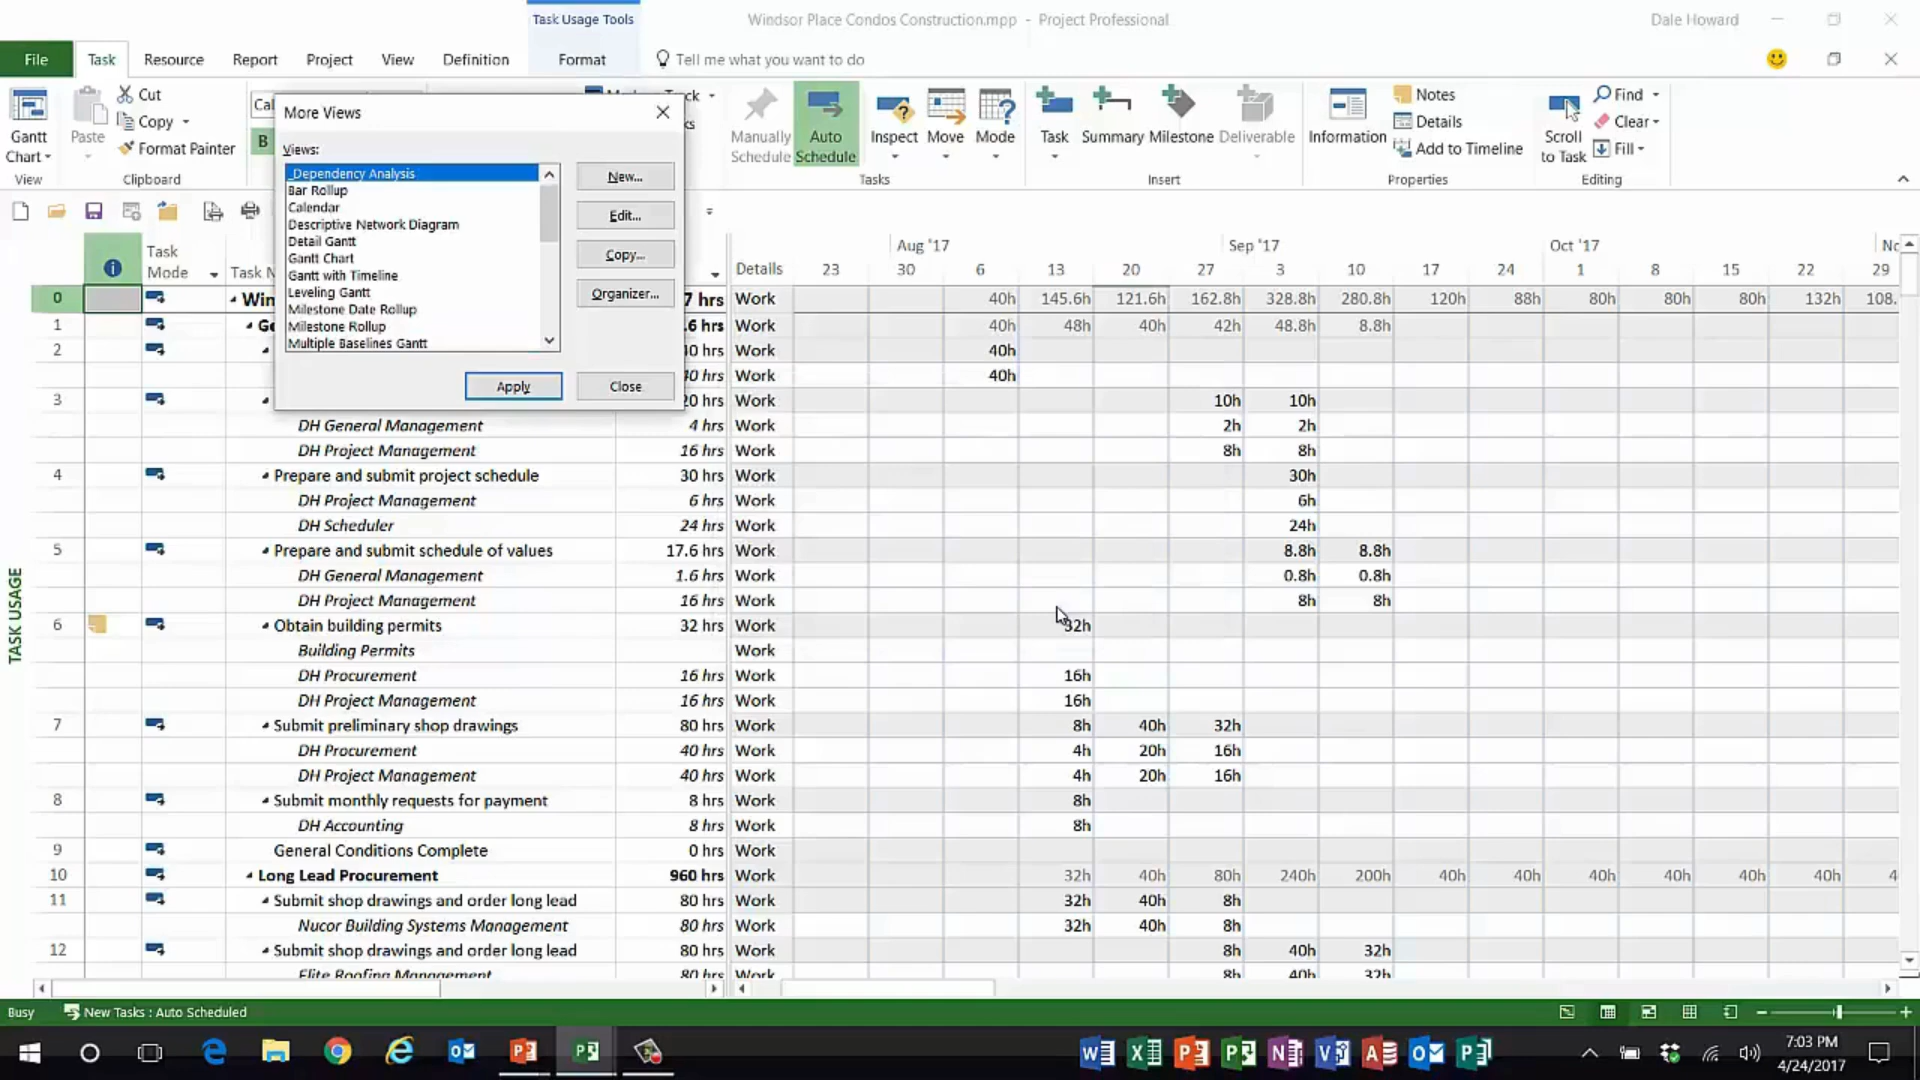 Task Usage Tools
Windsor Place Condos Construction.mpp - Project Professional
Dale Howard
File Task Resource Report Project View Definition Format Tell me what you want to do
Gantt Chart
View
Paste
Cut
Copy
Format Painter
Clipboard
B
Manually Schedule
Auto Schedule
Inspect
Move
Mode
Tasks
Task
Summary
Milestone
Deliverable
Insert
Information
Notes
Details
Add to Timeline
Properties
Scroll to Task
Find
Clear
Fill
Editing
More Views
Views:
_Dependency Analysis
Bar Rollup
Calendar
Descriptive Network Diagram
Detail Gantt
Gantt Chart
Gantt with Timeline
Leveling Gantt
Milestone Date Rollup
Milestone Rollup
Multiple Baselines Gantt
New...
Edit...
Copy...
Organizer...
Apply
Close
Aug '17 Sep '17 Oct '17
Task Mode
Details 23 30 6 13 20 27 3 10 17 24 1 8 15 22 29
0 7 hrs Work 40h 145.6h 121.6h 162.8h 328.8h 280.8h 120h 88h 80h 80h 80h 132h 108.
1 .6 hrs Work 40h 48h 40h 42h 48.8h 8.8h
2 40 hrs Work 40h
40 hrs Work 40h
3 20 hrs Work 10h 10h
DH General Management 4 hrs Work 2h 2h
DH Project Management 16 hrs Work 8h 8h
4 Prepare and submit project schedule 30 hrs Work 30h
DH Project Management 6 hrs Work 6h
DH Scheduler 24 hrs Work 24h
5 Prepare and submit schedule of values 17.6 hrs Work 8.8h 8.8h
DH General Management 1.6 hrs Work 0.8h 0.8h
DH Project Management 16 hrs Work 8h 8h
6 Obtain building permits 32 hrs Work 32h
Building Permits Work
DH Procurement 16 hrs Work 16h
DH Project Management 16 hrs Work 16h
7 Submit preliminary shop drawings 80 hrs Work 8h 40h 32h
DH Procurement 40 hrs Work 4h 20h 16h
DH Project Management 40 hrs Work 4h 20h 16h
8 Submit monthly requests for payment 8 hrs Work 8h
DH Accounting 8 hrs Work 8h
9 General Conditions Complete 0 hrs Work
10 Long Lead Procurement 960 hrs Work 32h 40h 80h 240h 200h 40h 40h 40h 40h 40h 40h 4
11 Submit shop drawings and order long lead 80 hrs Work 32h 40h 8h
Nucor Building Systems Management 80 hrs Work 32h 40h 8h
12 Submit shop drawings and order long lead 80 hrs Work 8h 40h 32h
Elite Roofing Management 80 hrs Work 8h 40h 32h
TASK USAGE
Busy New Tasks : Auto Scheduled
7:03 PM
4/24/2017